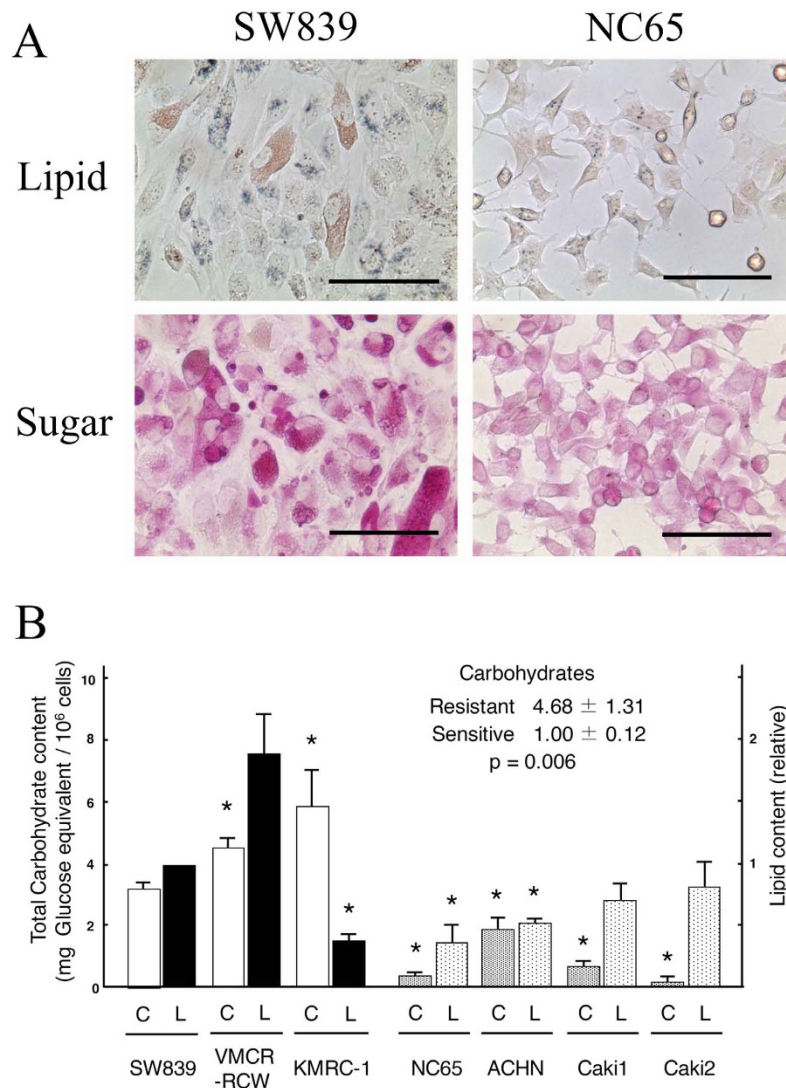 A
SW839 NC65
Lipid
Sugar
B
Total Carbohydrate content
(mg Glucose equivalent / 10⁶ cells)
10
8
6
4
2
0
Carbohydrates
Resistant 4.68 ± 1.31
Sensitive 1.00 ± 0.12
p = 0.006
* * * * * * * * *
2
1
Lipid content (relative)
C L C L C L C L C L C L C L
SW839 VMCR
-RCW KMRC-1 NC65 ACHN Caki1 Caki2